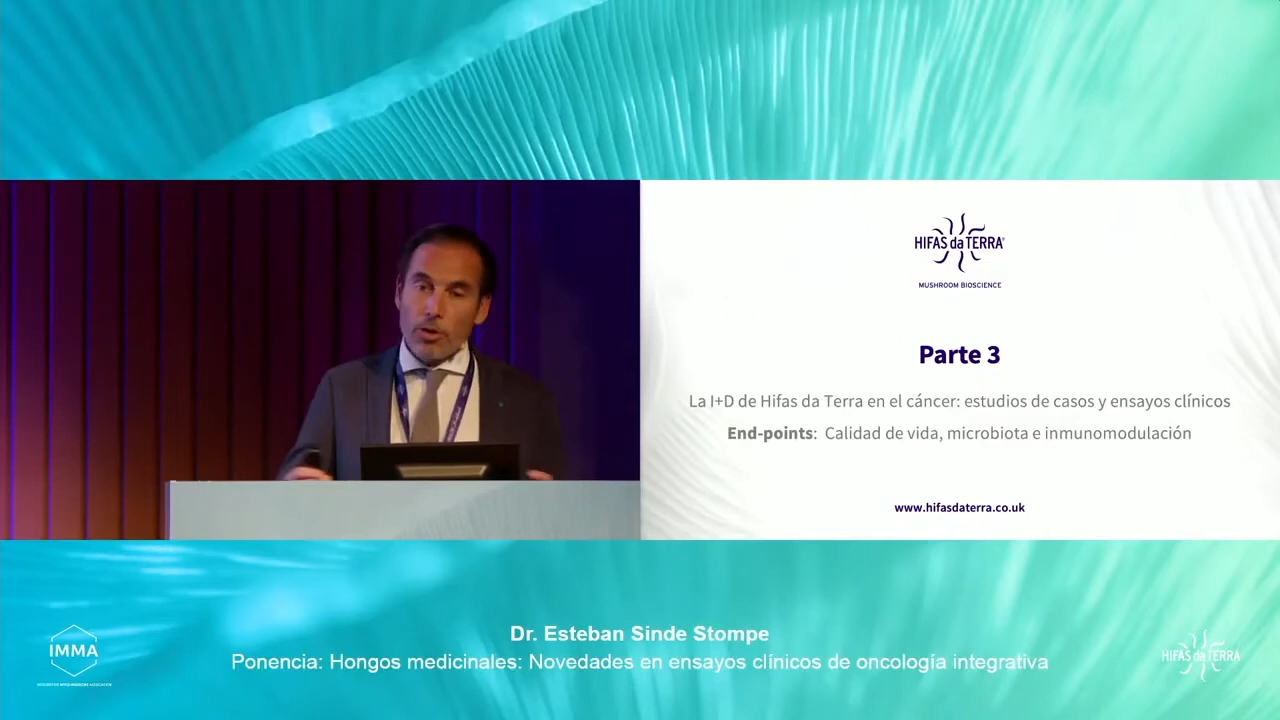 HIFAS da TERRA
MUSHROOM BIOSCIENCE
Parte 3
La I+D de Hifas da Terra en el cáncer: estudios de casos y ensayos clínicos
End-points: Calidad de vida, microbiota e inmunomodulación
www.hifasdaterra.co.uk
Dr. Esteban Sinde Stompe
Ponencia: Hongos medicinales: Novedades en ensayos clínicos de oncología integrativa
IMMA
HIFAS da TERRA